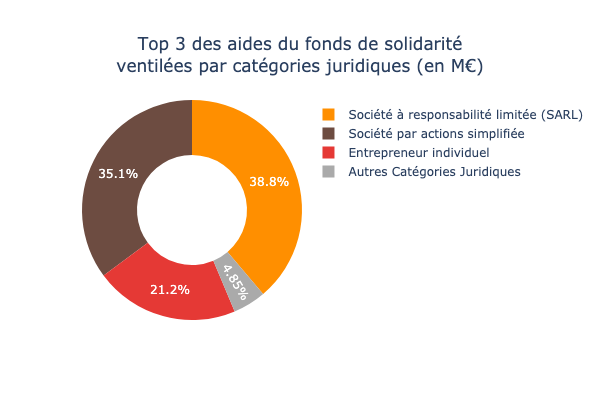 Top 3 des aides du fonds de solidarité
ventilées par catégories juridiques (en M€)
Société à responsabilité limitée (SARL)
Société par actions simplifiée
Entrepreneur individuel
Autres Catégories Juridiques
35.1%
38.8%
21.2%
4.85%